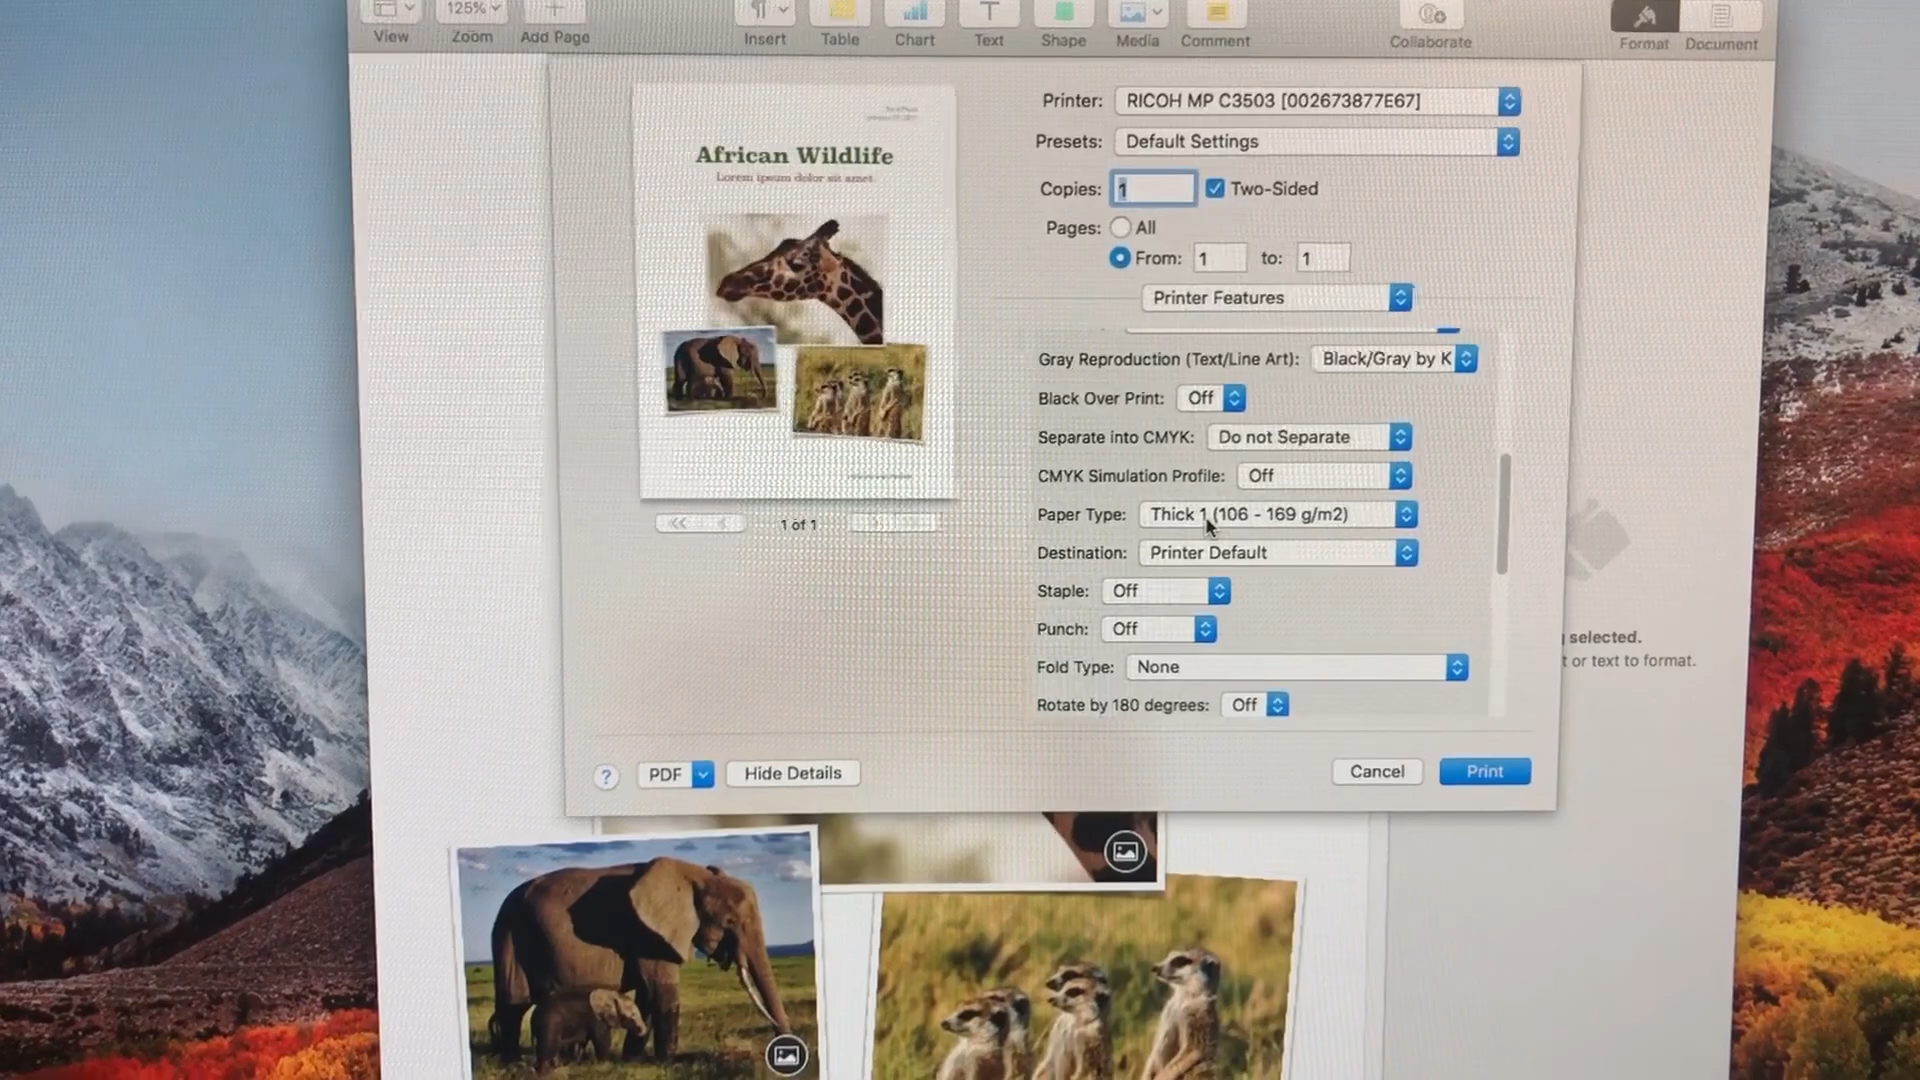 125%
View
Zoom
Add Page
Insert
Table
Chart
Text
Shape
Media
Comment
Collaborate
Format
Document
African Wildlife
Lorem ipsum dolor sit amet
1 of 1
Printer: RICOH MP C3503 [002673877E67]
Presets: Default Settings
Copies: 1 Two-Sided
Pages: All
From: 1 to: 1
Printer Features
Gray Reproduction (Text/Line Art): Black/Gray by K
Black Over Print: Off
Separate into CMYK: Do not Separate
CMYK Simulation Profile: Off
Paper Type: Thick 1 (106 - 169 g/m2)
Destination: Printer Default
Staple: Off
Punch: Off
Fold Type: None
Rotate by 180 degrees: Off
selected.
t or text to format.
? PDF Hide Details Cancel Print